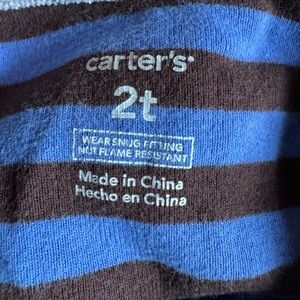 carter's
2t
WEAR SNUG FITTING
NOT FLAME RESISTANT
Made in China
Hecho en China